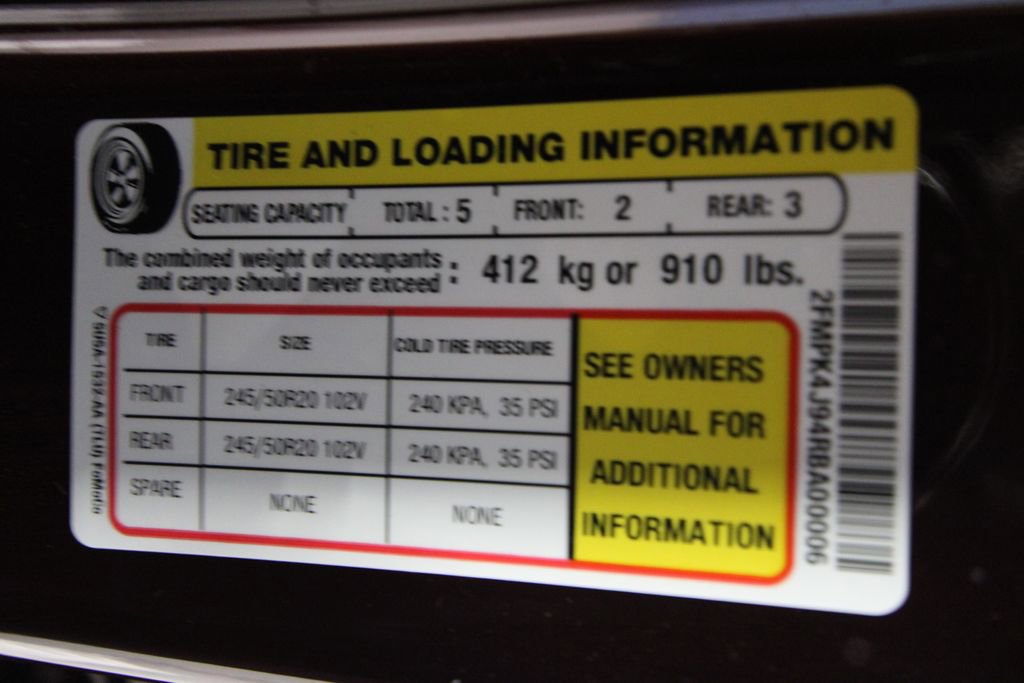 TIRE AND LOADING INFORMATION
SEATING CAPACITY TOTAL : 5 FRONT: 2 REAR: 3
The combined weight of occupants
and cargo should never exceed : 412 kg or 910 lbs.
TIRE SIZE COLD TIRE PRESSURE
FRONT 245/50R20 102V 240 KPA, 35 PSI
REAR 245/50R20 102V 240 KPA, 35 PSI
SPARE NONE NONE
SEE OWNERS
MANUAL FOR
ADDITIONAL
INFORMATION
2FMPK4J94RBA00006